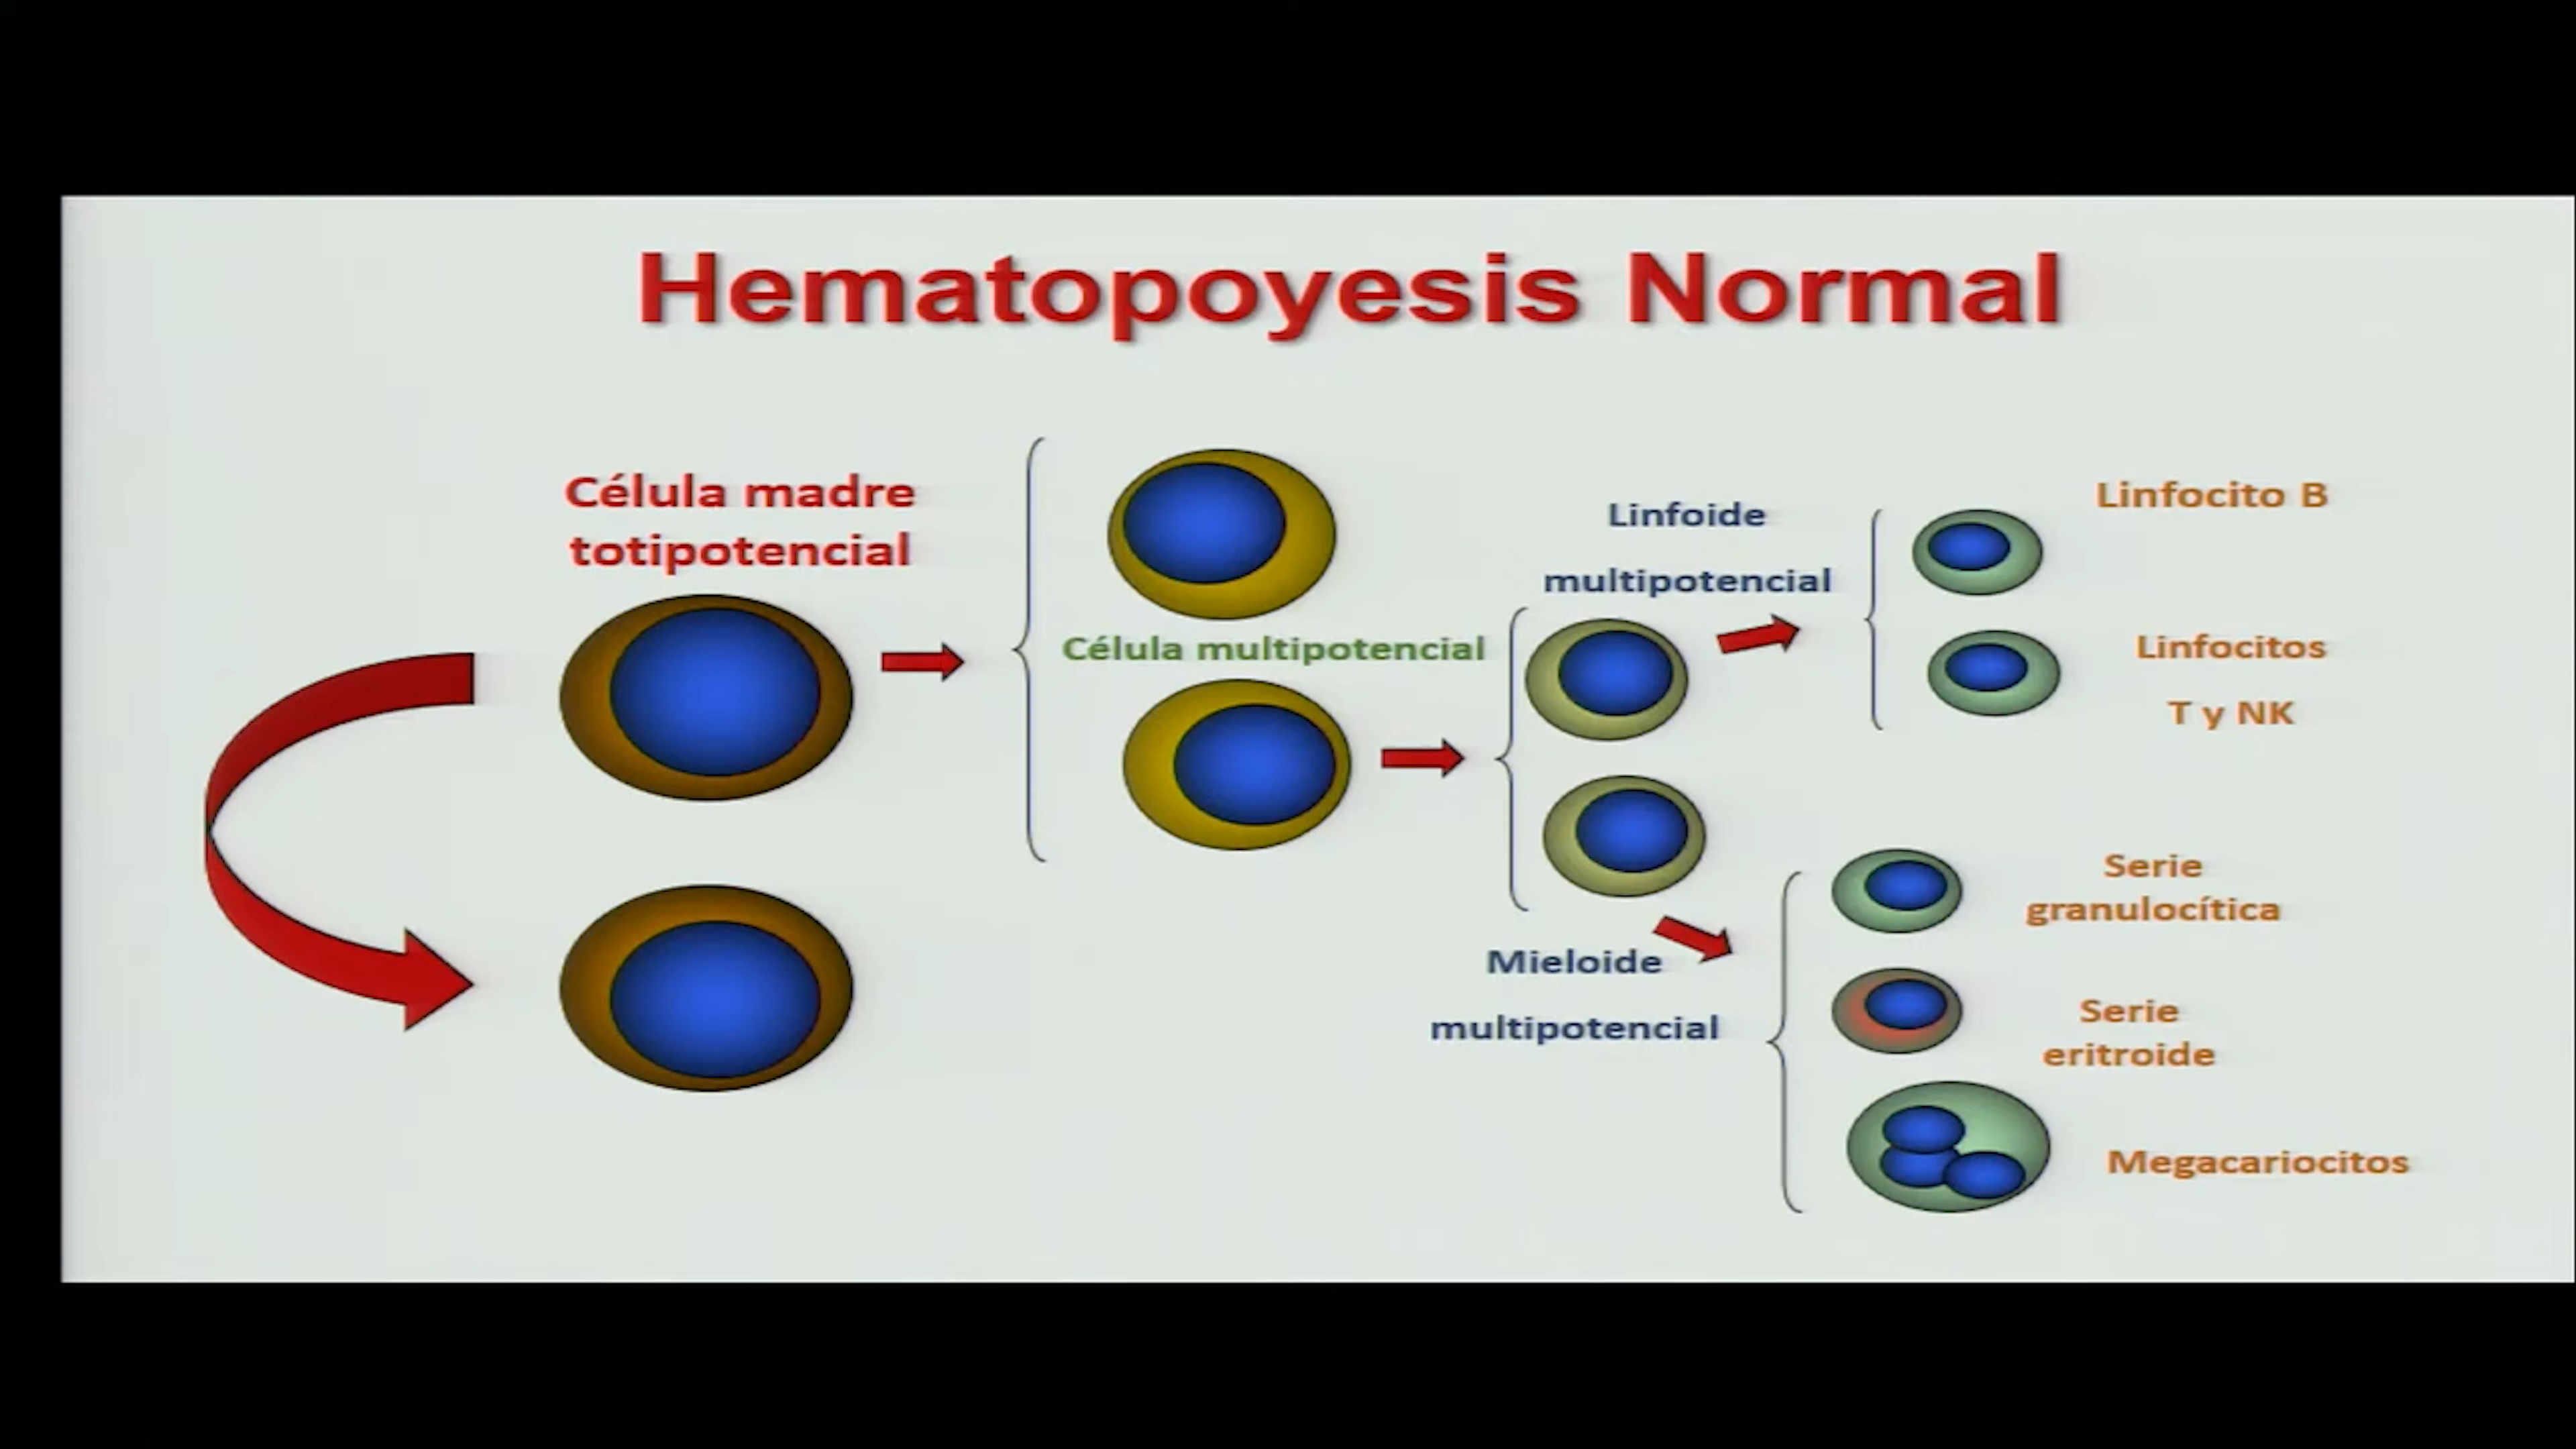 Hematopoyesis Normal
Célula madre
totipotencial
Célula multipotencial
Linfoide
multipotencial
Linfocito B
Linfocitos
T y NK
Mieloide
multipotencial
Serie
granulocítica
Serie
eritroide
Megacariocitos